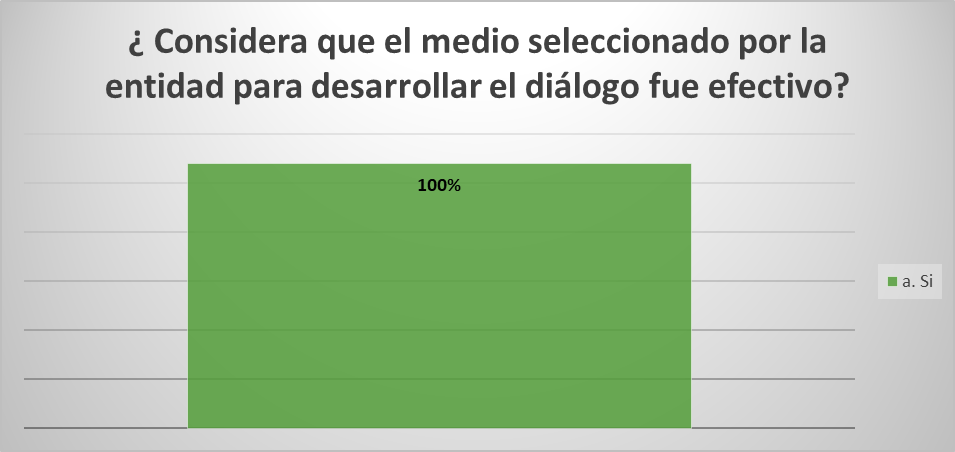 ¿ Considera que el medio seleccionado por la
entidad para desarrollar el diálogo fue efectivo?
100%
a. Si